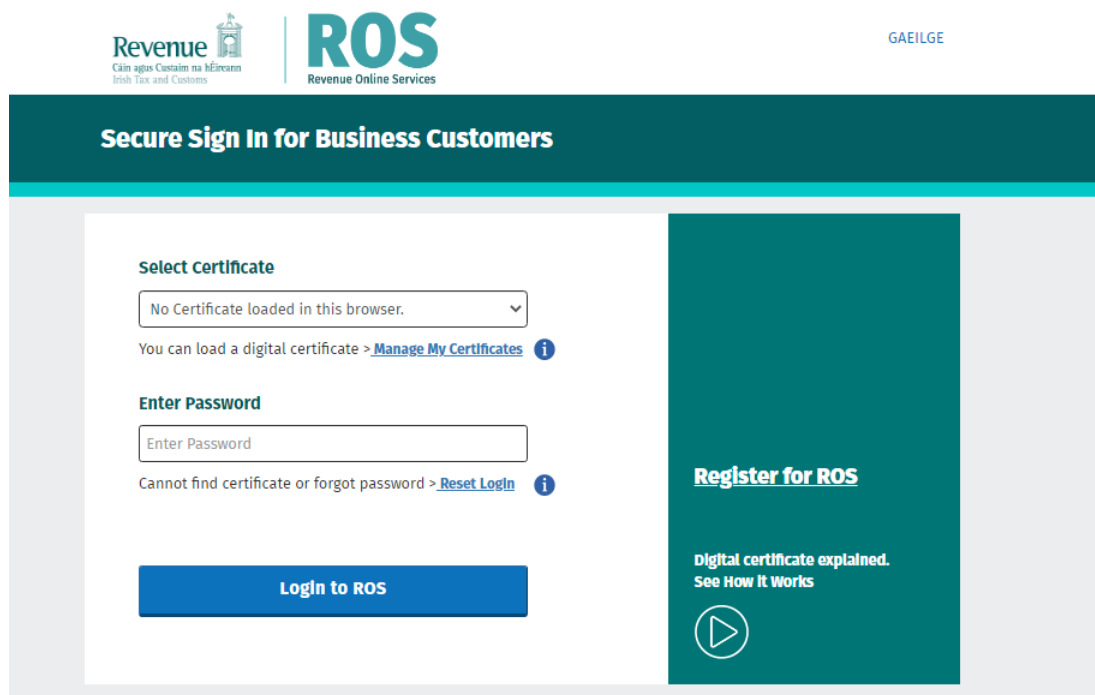 Revenue
Cáin agus Custaim na hÉireann
Irish Tax and Customs
ROS
Revenue Online Services
GAEILGE
Secure Sign In for Business Customers
Select Certificate
No Certificate loaded in this browser.
You can load a digital certificate > Manage My Certificates i
Enter Password
Enter Password
Cannot find certificate or forgot password > Reset Login i
Login to ROS
Register for ROS
Digital certificate explained.
See How it Works